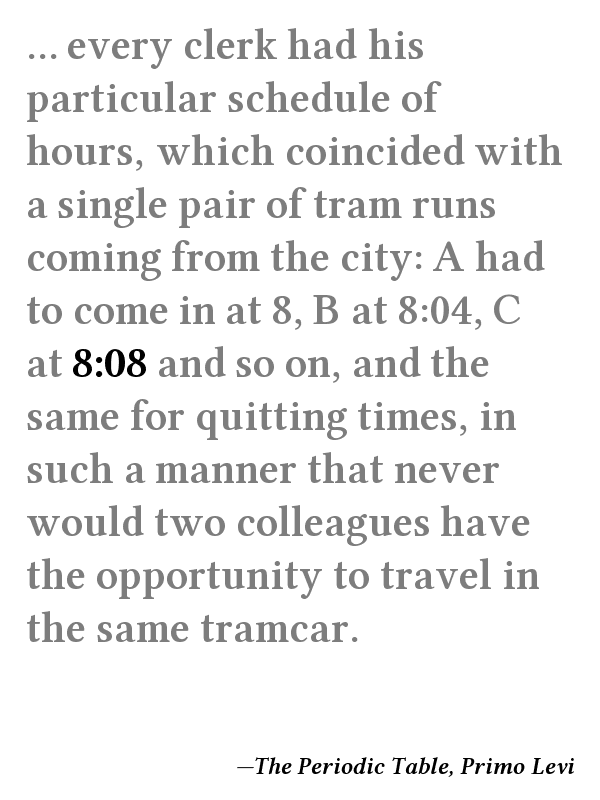 ... every clerk had his
particular schedule of
hours, which coincided with
a single pair of tram runs
coming from the city: A had
to come in at 8, B at 8:04, C
at 8:08 and so on, and the
same for quitting times, in
such a manner that never
would two colleagues have
the opportunity to travel in
the same tramcar.
—The Periodic Table, Primo Levi